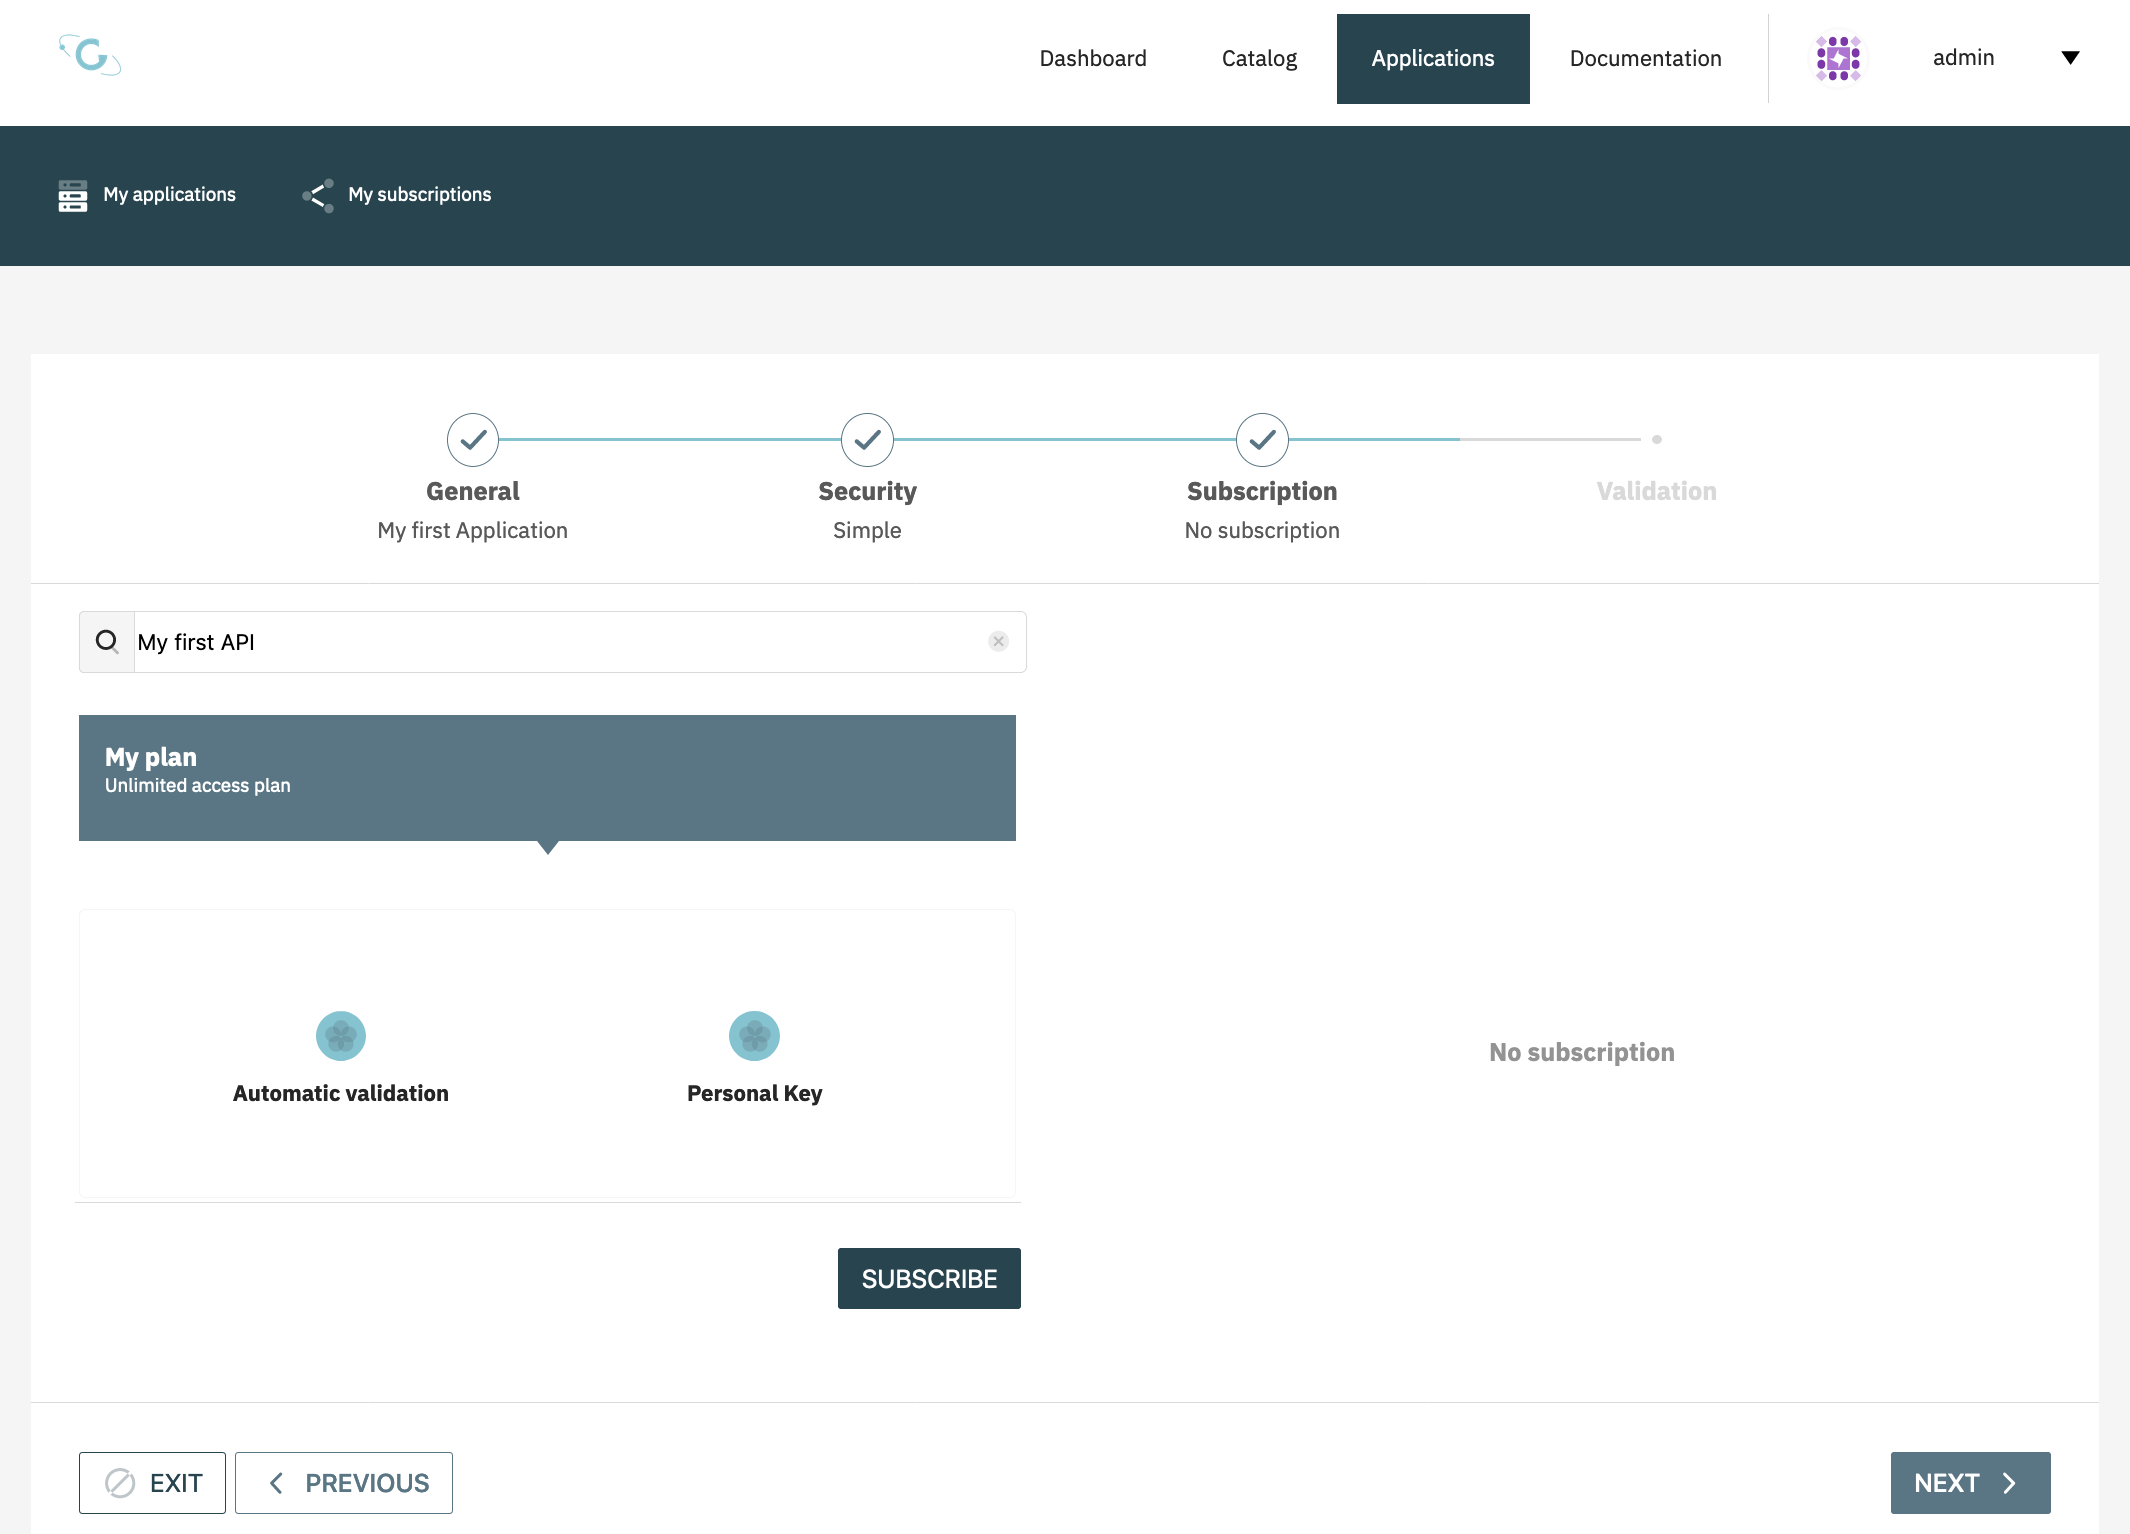 Dashboard
Catalog
Applications
Documentation
admin
My applications
My subscriptions
General
My first Application
Security
Simple
Subscription
No subscription
Validation
My first API
My plan
Unlimited access plan
Automatic validation
Personal Key
No subscription
SUBSCRIBE
EXIT
PREVIOUS
NEXT